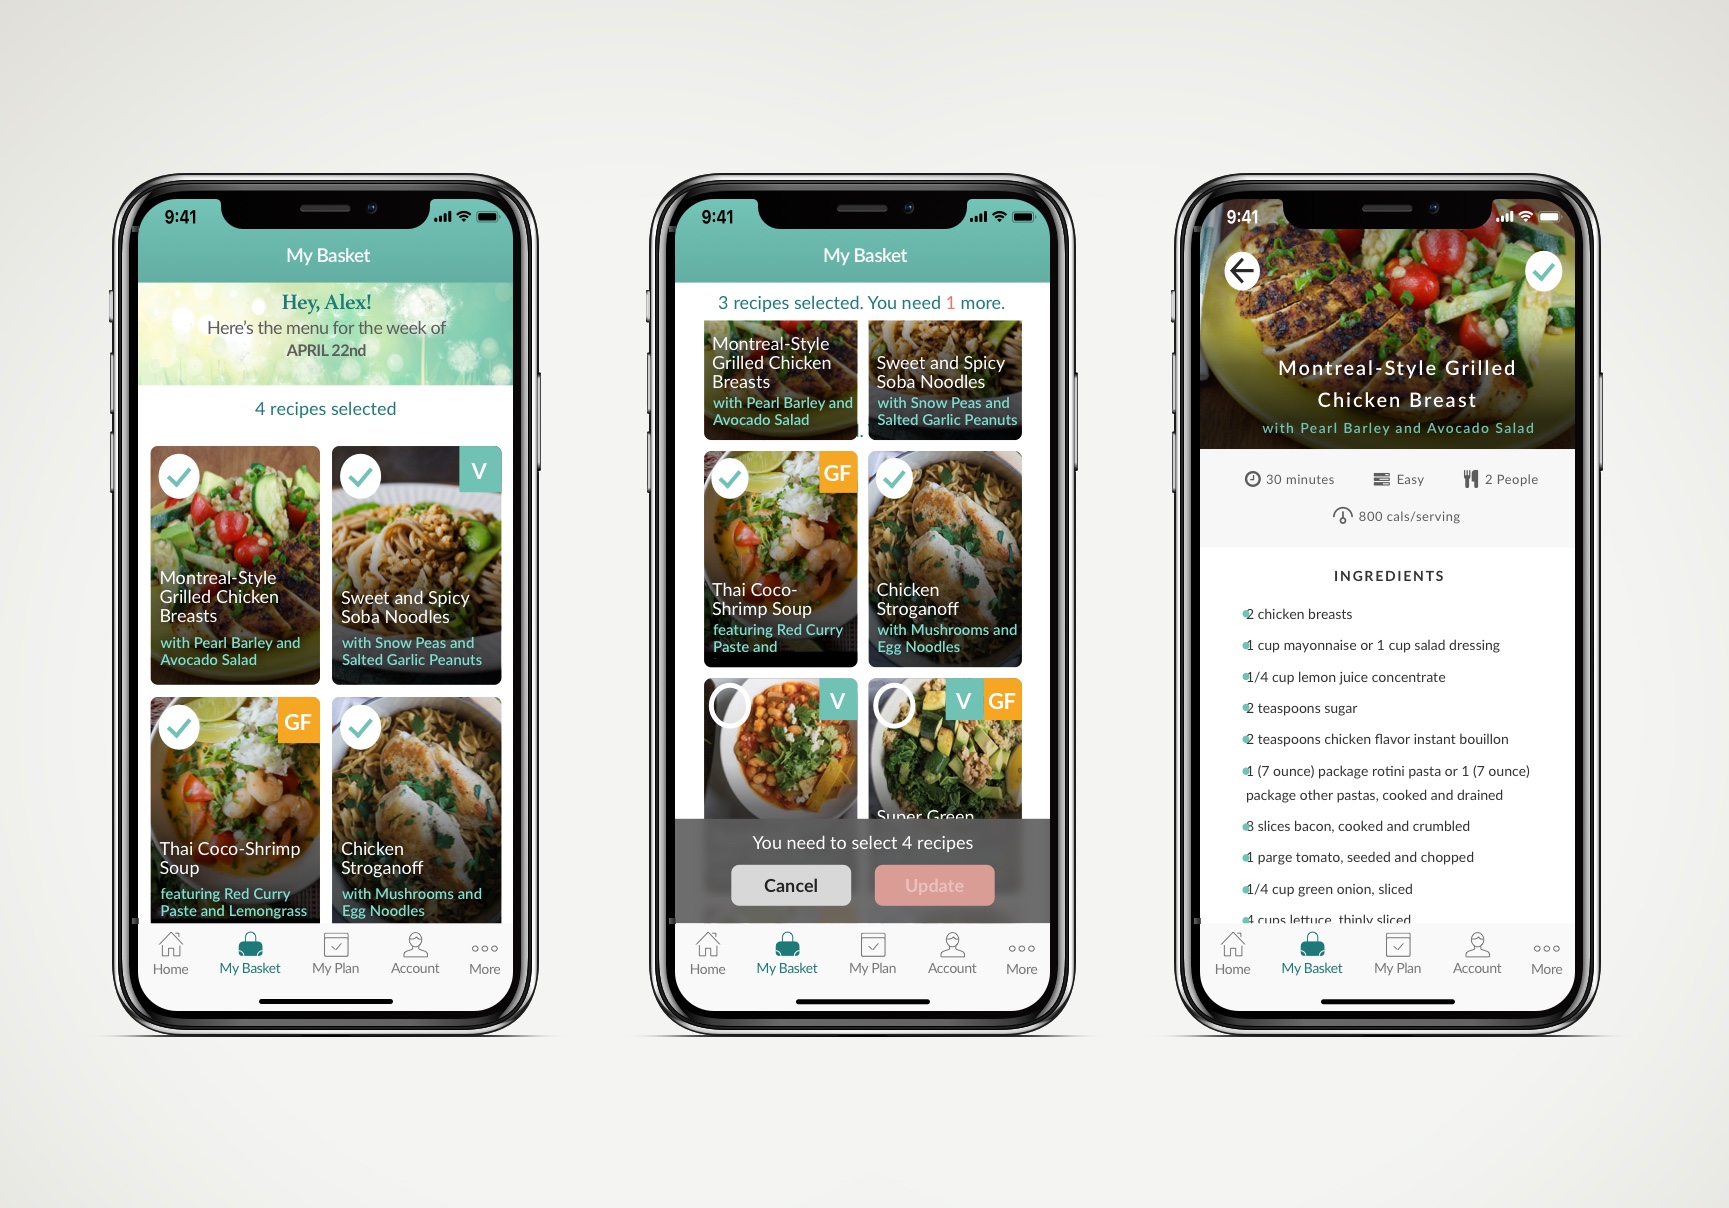 9:41
My Basket
Hey, Alex!
Here's the menu for the week of
APRIL 22nd
4 recipes selected
V
Montreal-Style
Grilled Chicken
Breasts
with Pearl Barley and
Avocado Salad
Sweet and Spicy
Soba Noodles
with Snow Peas and
Salted Garlic Peanuts
GF
Thai Coco-Shrimp
Soup
featuring Red Curry
Paste and Lemongrass
Chicken
Stroganoff
with Mushrooms and
Egg Noodles
Home
My Basket
My Plan
Account
More
9:41
My Basket
3 recipes selected. You need 1 more.
Montreal-Style
Grilled Chicken
Breasts
with Pearl Barley and
Avocado Salad
Sweet and Spicy
Soba Noodles
with Snow Peas and
Salted Garlic Peanuts
GF
Thai Coco-
Shrimp Soup
featuring Red Curry
Paste and
Chicken
Stroganoff
with Mushrooms and
Egg Noodles
V
V GF
Super Green
You need to select 4 recipes
Cancel
Update
Home
My Basket
My Plan
Account
More
9:41
Montreal-Style Grilled
Chicken Breast
with Pearl Barley and Avocado Salad
30 minutes
Easy
2 People
800 cals/serving
INGREDIENTS
2 chicken breasts
1 cup mayonnaise or 1 cup salad dressing
1/4 cup lemon juice concentrate
2 teaspoons sugar
2 teaspoons chicken flavor instant bouillon
1 (7 ounce) package rotini pasta or 1 (7 ounce)
package other pastas, cooked and drained
8 slices bacon, cooked and crumbled
1 parge tomato, seeded and chopped
1/4 cup green onion, sliced
4 cups lettuce, thinly sliced
Home
My Basket
My Plan
Account
More